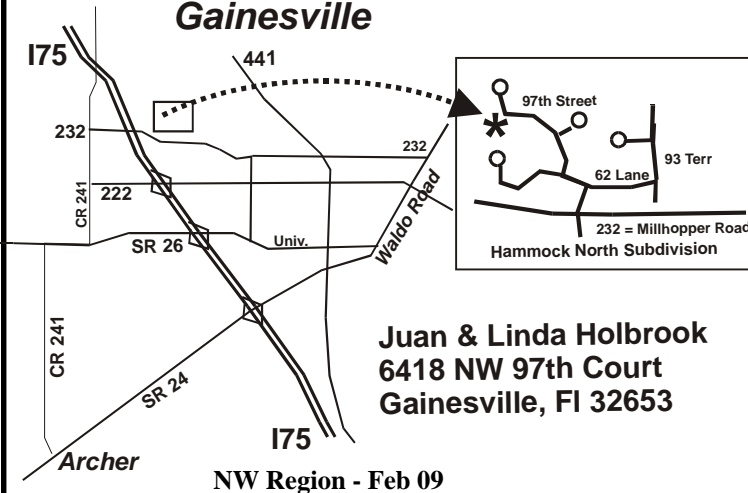 Gainesville
I75
441
97th Street
232
232
93 Terr
CR 241
222
62 Lane
Waldo Road
232 = Millhopper Road
SR 26
Univ.
Hammock North Subdivision
CR 241
SR 24
Juan & Linda Holbrook
6418 NW 97th Court
Gainesville, Fl 32653
I75
Archer
NW Region - Feb 09